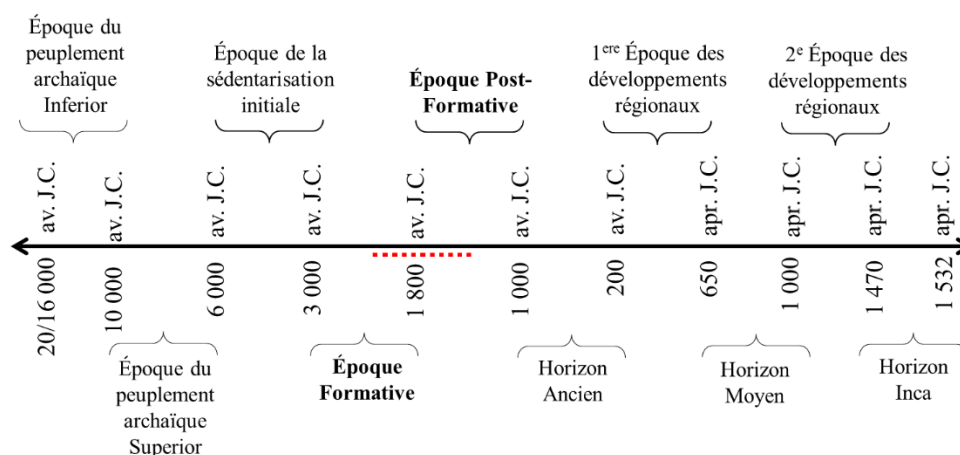 Époque du
peuplement
archaïque
Inferior
Époque de la
sédentarisation
initiale
Époque Post-
Formative
1ere Époque des
développements
régionaux
2e Époque des
développements
régionaux
av. J.C.
av. J.C.
av. J.C.
av. J.C.
av. J.C.
av. J.C.
av. J.C.
apr. J.C.
apr. J.C.
apr. J.C.
apr. J.C.
20/16 000
10 000
6 000
3 000
1 800
1 000
200
650
1 000
1 470
1 532
Époque du
peuplement
archaïque
Superior
Époque
Formative
Horizon
Ancien
Horizon
Moyen
Horizon
Inca